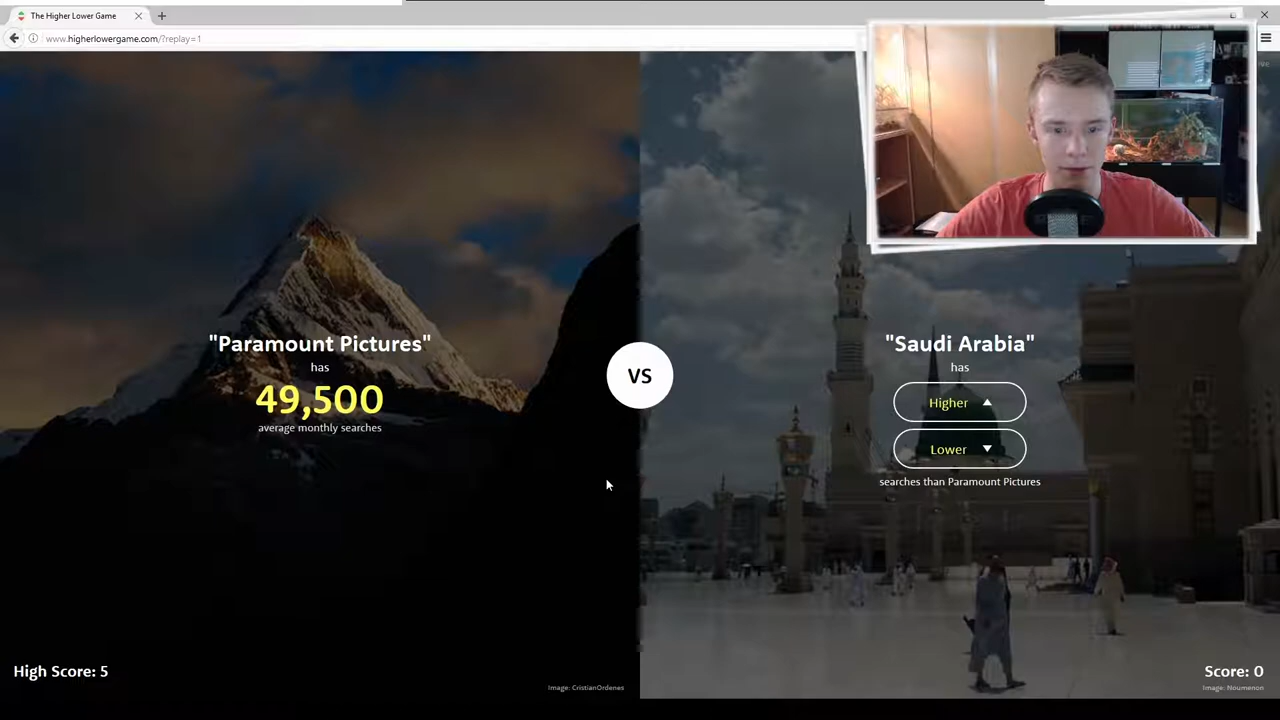 The Higher Lower Game
www.higherlowergame.com/?replay=1
"Paramount Pictures"
has
49,500
average monthly searches
VS
"Saudi Arabia"
has
Higher
Lower
searches than Paramount Pictures
High Score: 5
Image: CristianOrdenes
Score: 0
Image: Noumenon